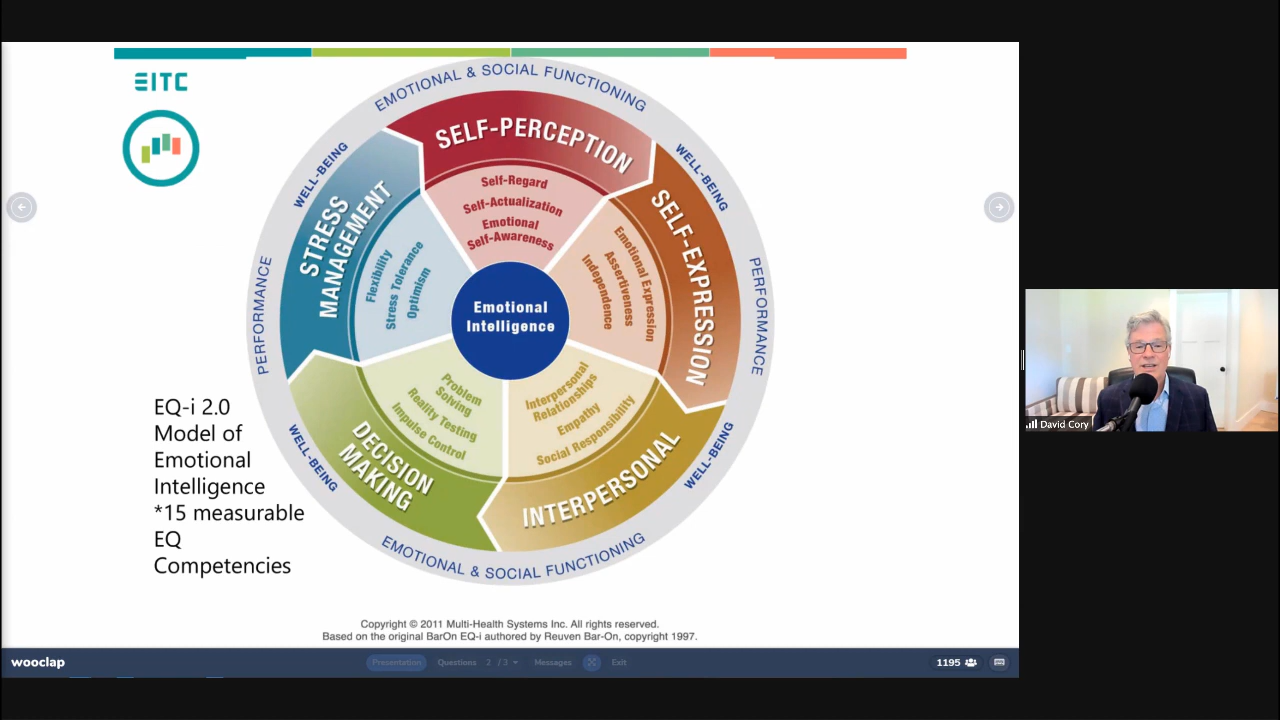 EITC
EMOTIONAL & SOCIAL FUNCTIONING
WELL-BEING
WELL-BEING
PERFORMANCE
PERFORMANCE
WELL-BEING
WELL-BEING
EMOTIONAL & SOCIAL FUNCTIONING
SELF-PERCEPTION
Self-Regard
Self-Actualization
Emotional
Self-Awareness
SELF-EXPRESSION
Emotional Expression
Assertiveness
Independence
INTERPERSONAL
Interpersonal
Relationships
Empathy
Social Responsibility
DECISION
MAKING
Problem
Solving
Reality Testing
Impulse Control
STRESS
MANAGEMENT
Flexibility
Stress Tolerance
Optimism
Emotional
Intelligence
EQ-i 2.0
Model of
Emotional
Intelligence
*15 measurable
EQ
Competencies
Copyright © 2011 Multi-Health Systems Inc. All rights reserved.
Based on the original BarOn EQ-i authored by Reuven Bar-On, copyright 1997.
wooclap
Presentation Questions 2 / 3 Messages Exit
1195
David Cory